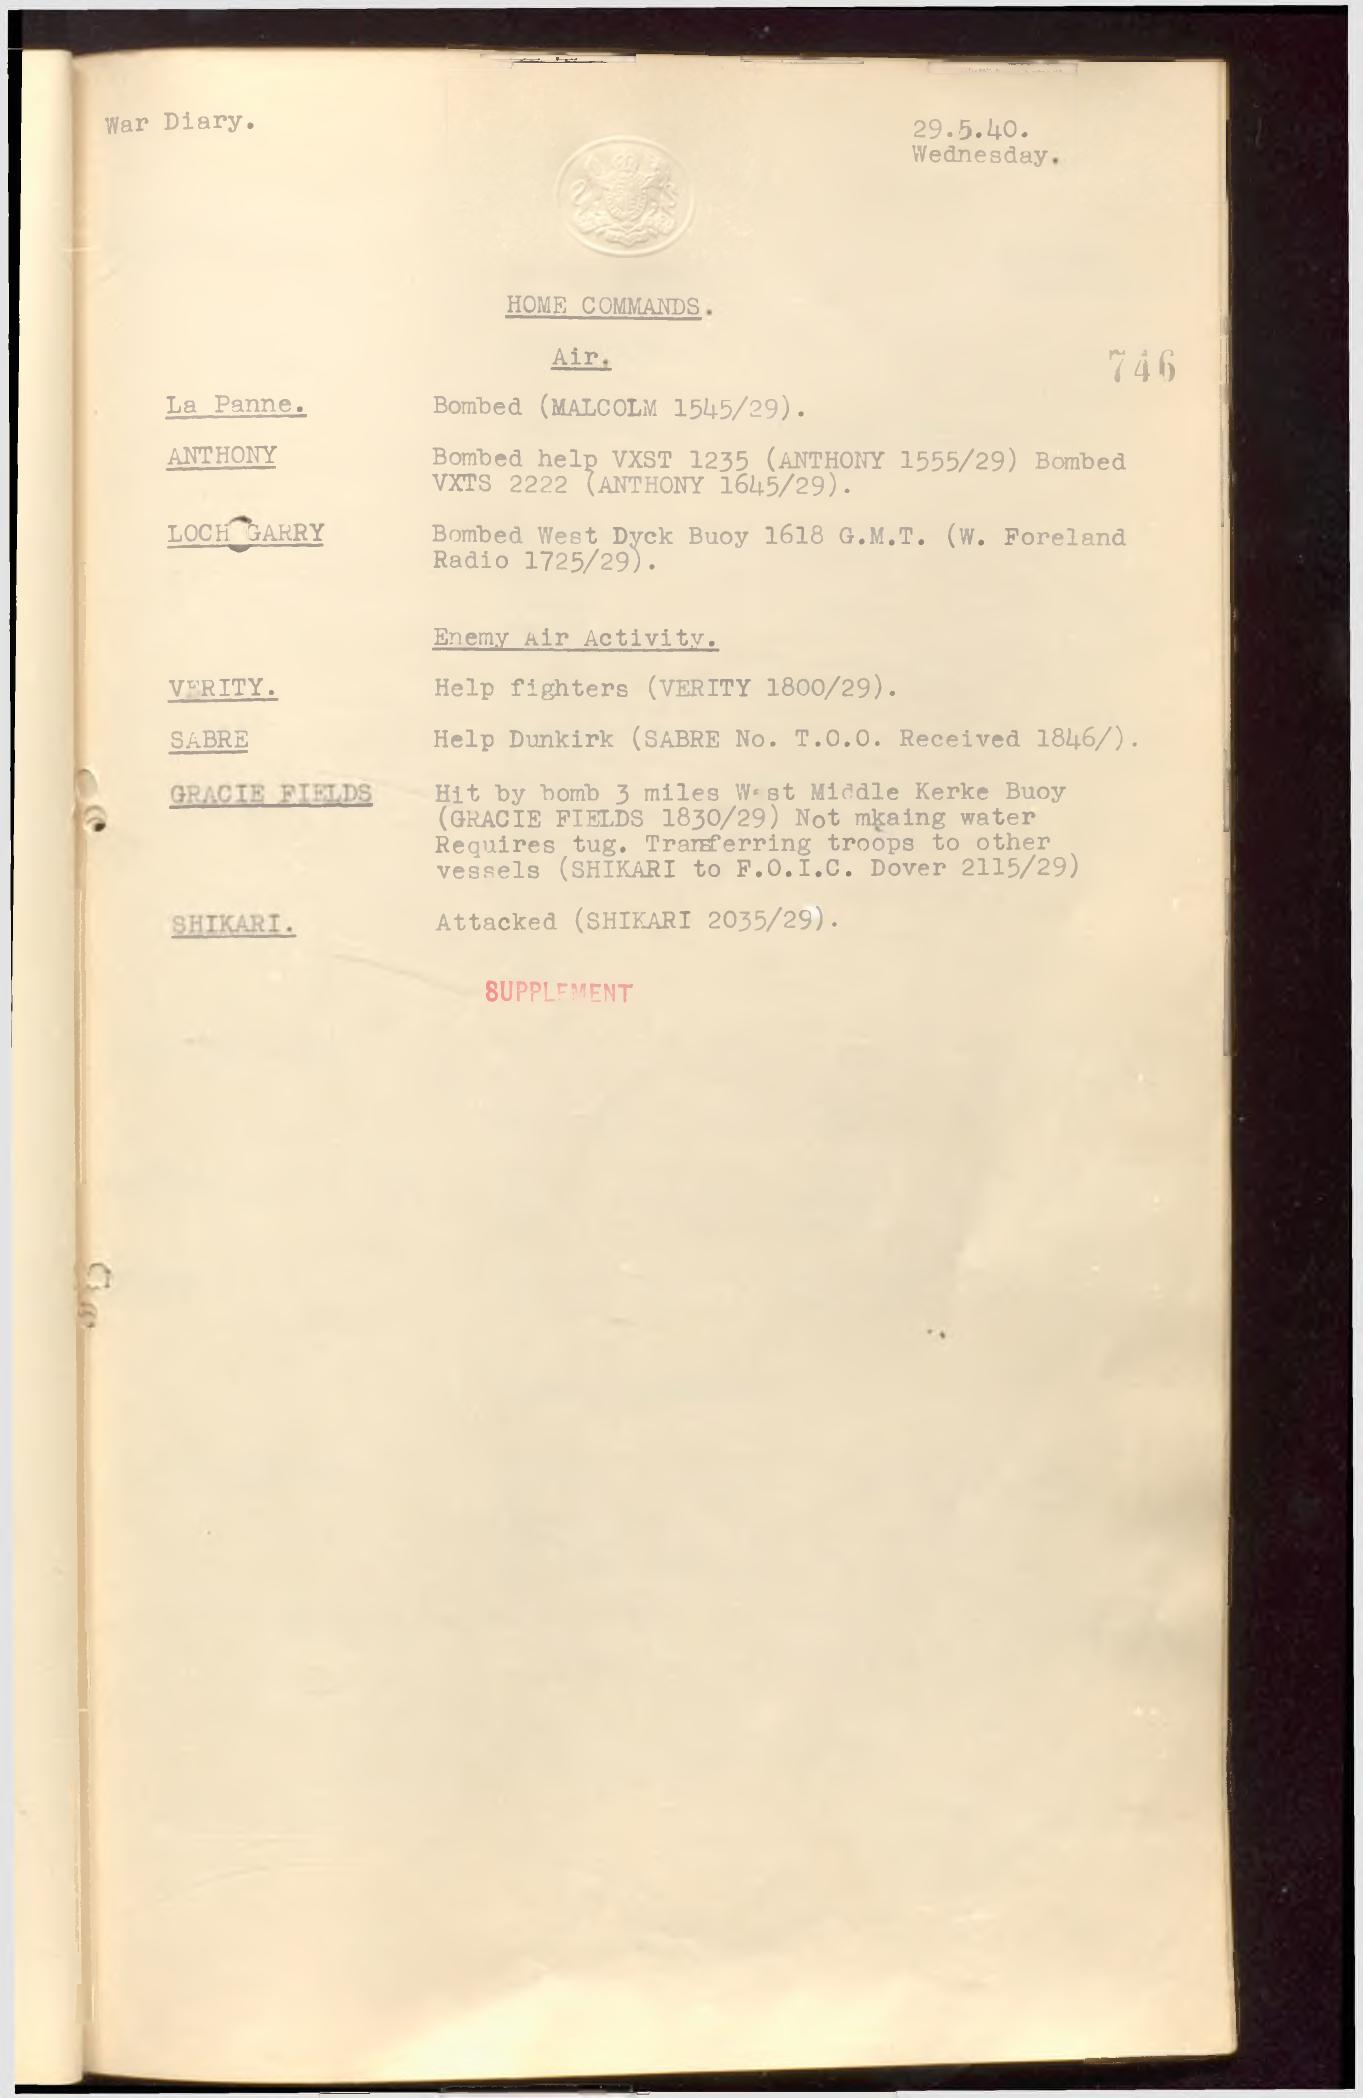 War Diary.
29.5.40.
Wednesday.
HOME COMMANDS.
Air.
746
La Panne. Bombed (MALCOLM 1545/29).
ANTHONY Bombed help VXST 1235 (ANTHONY 1555/29) Bombed
VXTS 2222 (ANTHONY 1645/29).
LOCH GARRY Bombed West Dyck Buoy 1618 G.M.T. (W. Foreland
Radio 1725/29).
Enemy Air Activity.
VERITY. Help fighters (VERITY 1800/29).
SABRE Help Dunkirk (SABRE No. T.O.O. Received 1846/).
GRACIE FIELDS Hit by bomb 3 miles West Middle Kerke Buoy
(GRACIE FIELDS 1830/29) Not mkaing water
Requires tug. Transferring troops to other
vessels (SHIKARI to F.O.I.C. Dover 2115/29)
SHIKARI. Attacked (SHIKARI 2035/29).
SUPPLEMENT